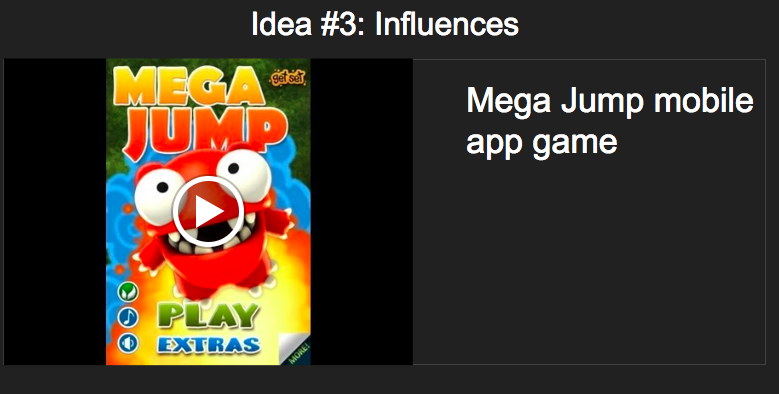 Idea #3: Influences
MEGA
get set
JUMP
Mega Jump mobile
app game
PLAY
EXTRAS
MORE!